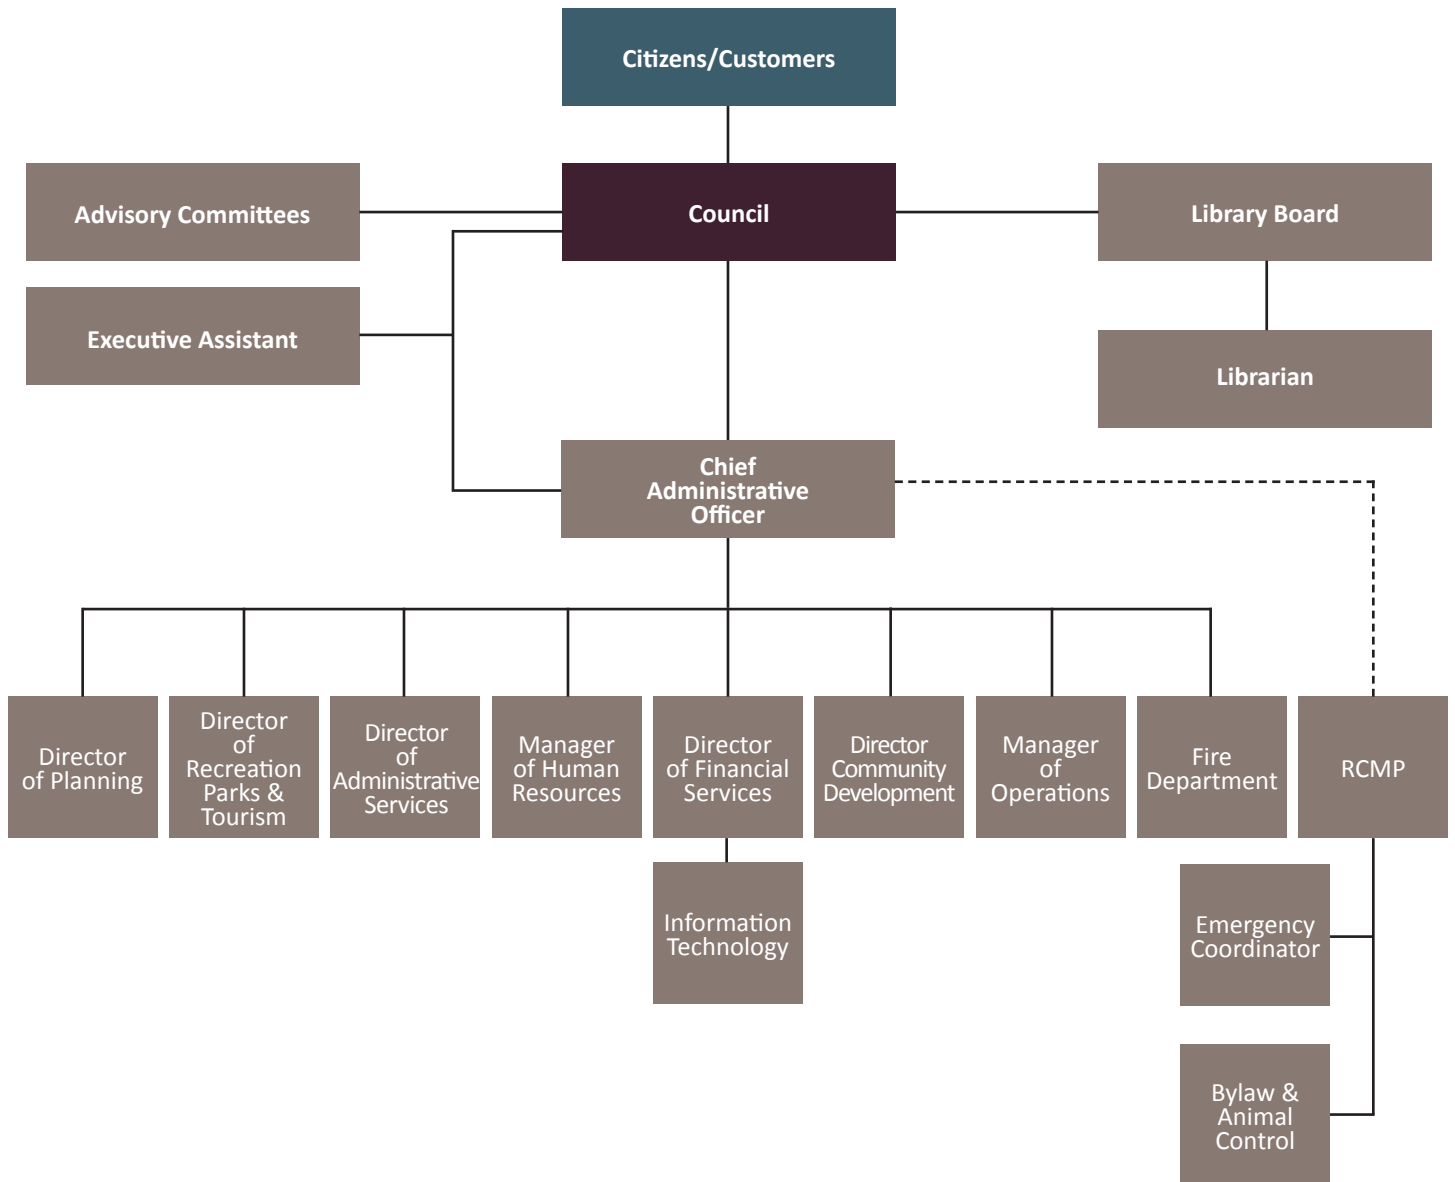 Citizens/Customers
Advisory Committees
Council
Library Board
Executive Assistant
Librarian
Chief
Administrative
Officer
Director
of Planning
Director
of
Recreation
Parks &
Tourism
Director
of
Administrative
Services
Manager
of Human
Resources
Director
of Financial
Services
Director
Community
Development
Manager
of
Operations
Fire
Department
RCMP
Information
Technology
Emergency
Coordinator
Bylaw &
Animal
Control